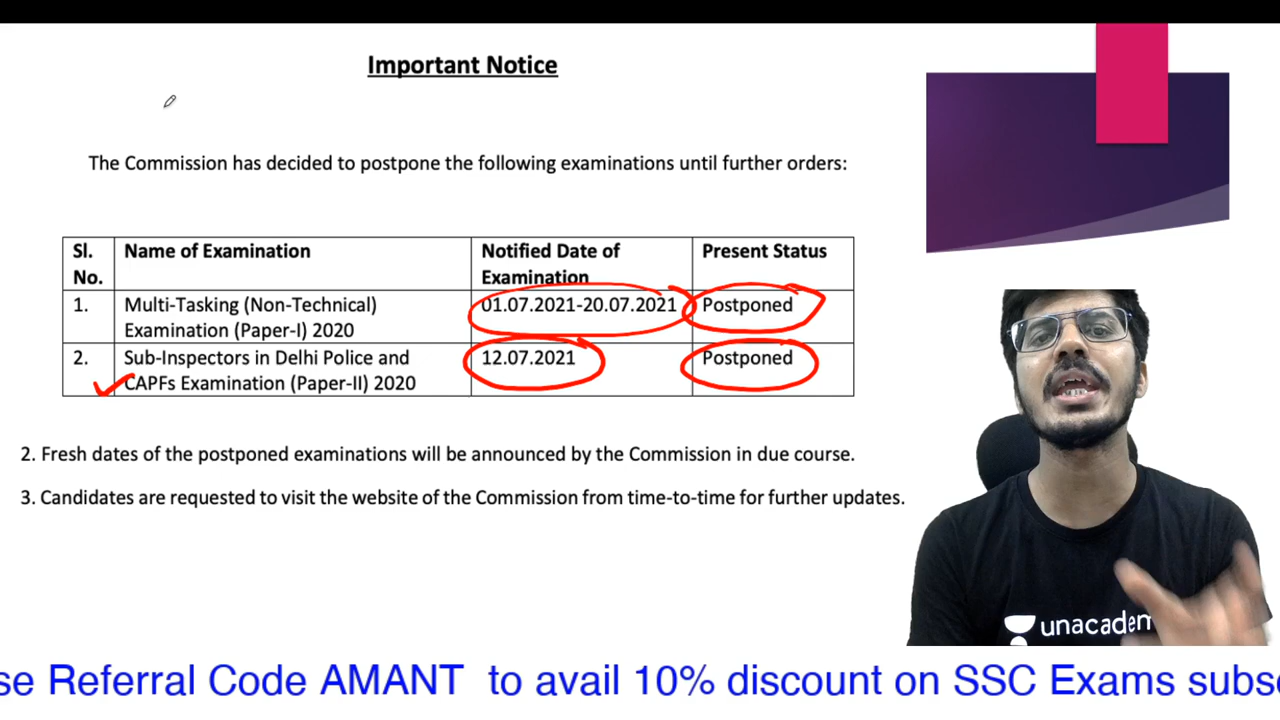 Important Notice
The Commission has decided to postpone the following examinations until further orders:
Sl. No. Name of Examination Notified Date of Examination Present Status
1. Multi-Tasking (Non-Technical) Examination (Paper-I) 2020 01.07.2021-20.07.2021 Postponed
2. Sub-Inspectors in Delhi Police and CAPFs Examination (Paper-II) 2020 12.07.2021 Postponed
2. Fresh dates of the postponed examinations will be announced by the Commission in due course.
3. Candidates are requested to visit the website of the Commission from time-to-time for further updates.
unacadem
se Referral Code AMANT to avail 10% discount on SSC Exams subs